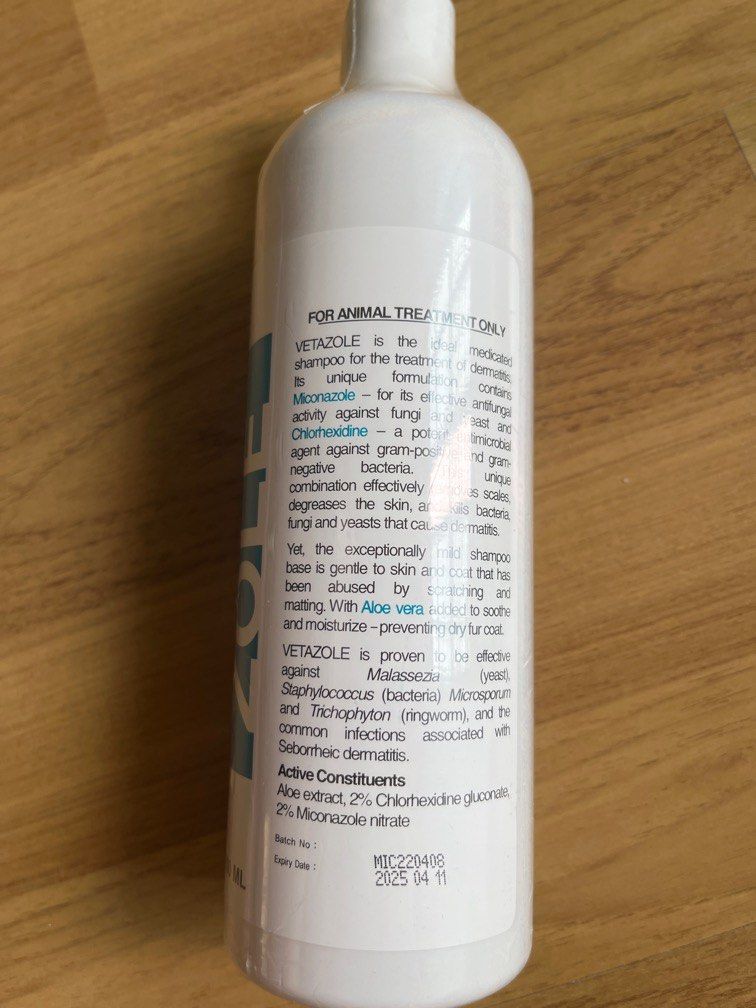 FOR ANIMAL TREATMENT ONLY
VETAZOLE is the ideal medicated
shampoo for the treatment of dermatitis.
Its unique formulation contains
Miconazole – for its effective antifungal
activity against fungi and yeast and
Chlorhexidine – a potent antimicrobial
agent against gram-positive and gram-
negative bacteria. This unique
combination effectively removes scales,
degreases the skin, and kills bacteria,
fungi and yeasts that cause dermatitis.
Yet, the exceptionally mild shampoo
base is gentle to skin and coat that has
been abused by scratching and
matting. With Aloe vera added to soothe
and moisturize – preventing dry fur coat.
VETAZOLE is proven to be effective
against Malassezia (yeast),
Staphylococcus (bacteria) Microsporum
and Trichophyton (ringworm), and the
common infections associated with
Seborrheic dermatitis.
Active Constituents
Aloe extract, 2% Chlorhexidine gluconate,
2% Miconazole nitrate
Batch No : MIC220408
Expiry Date : 2025 04 11
ML